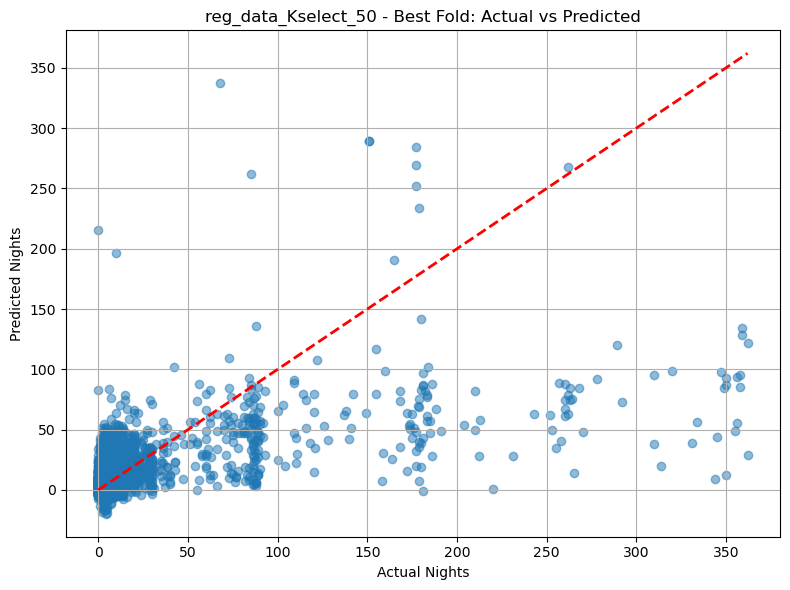 reg_data_Kselect_50 - Best Fold: Actual vs Predicted
350
300
250
200
150
100
50
0
Predicted Nights
0 50 100 150 200 250 300 350
Actual Nights